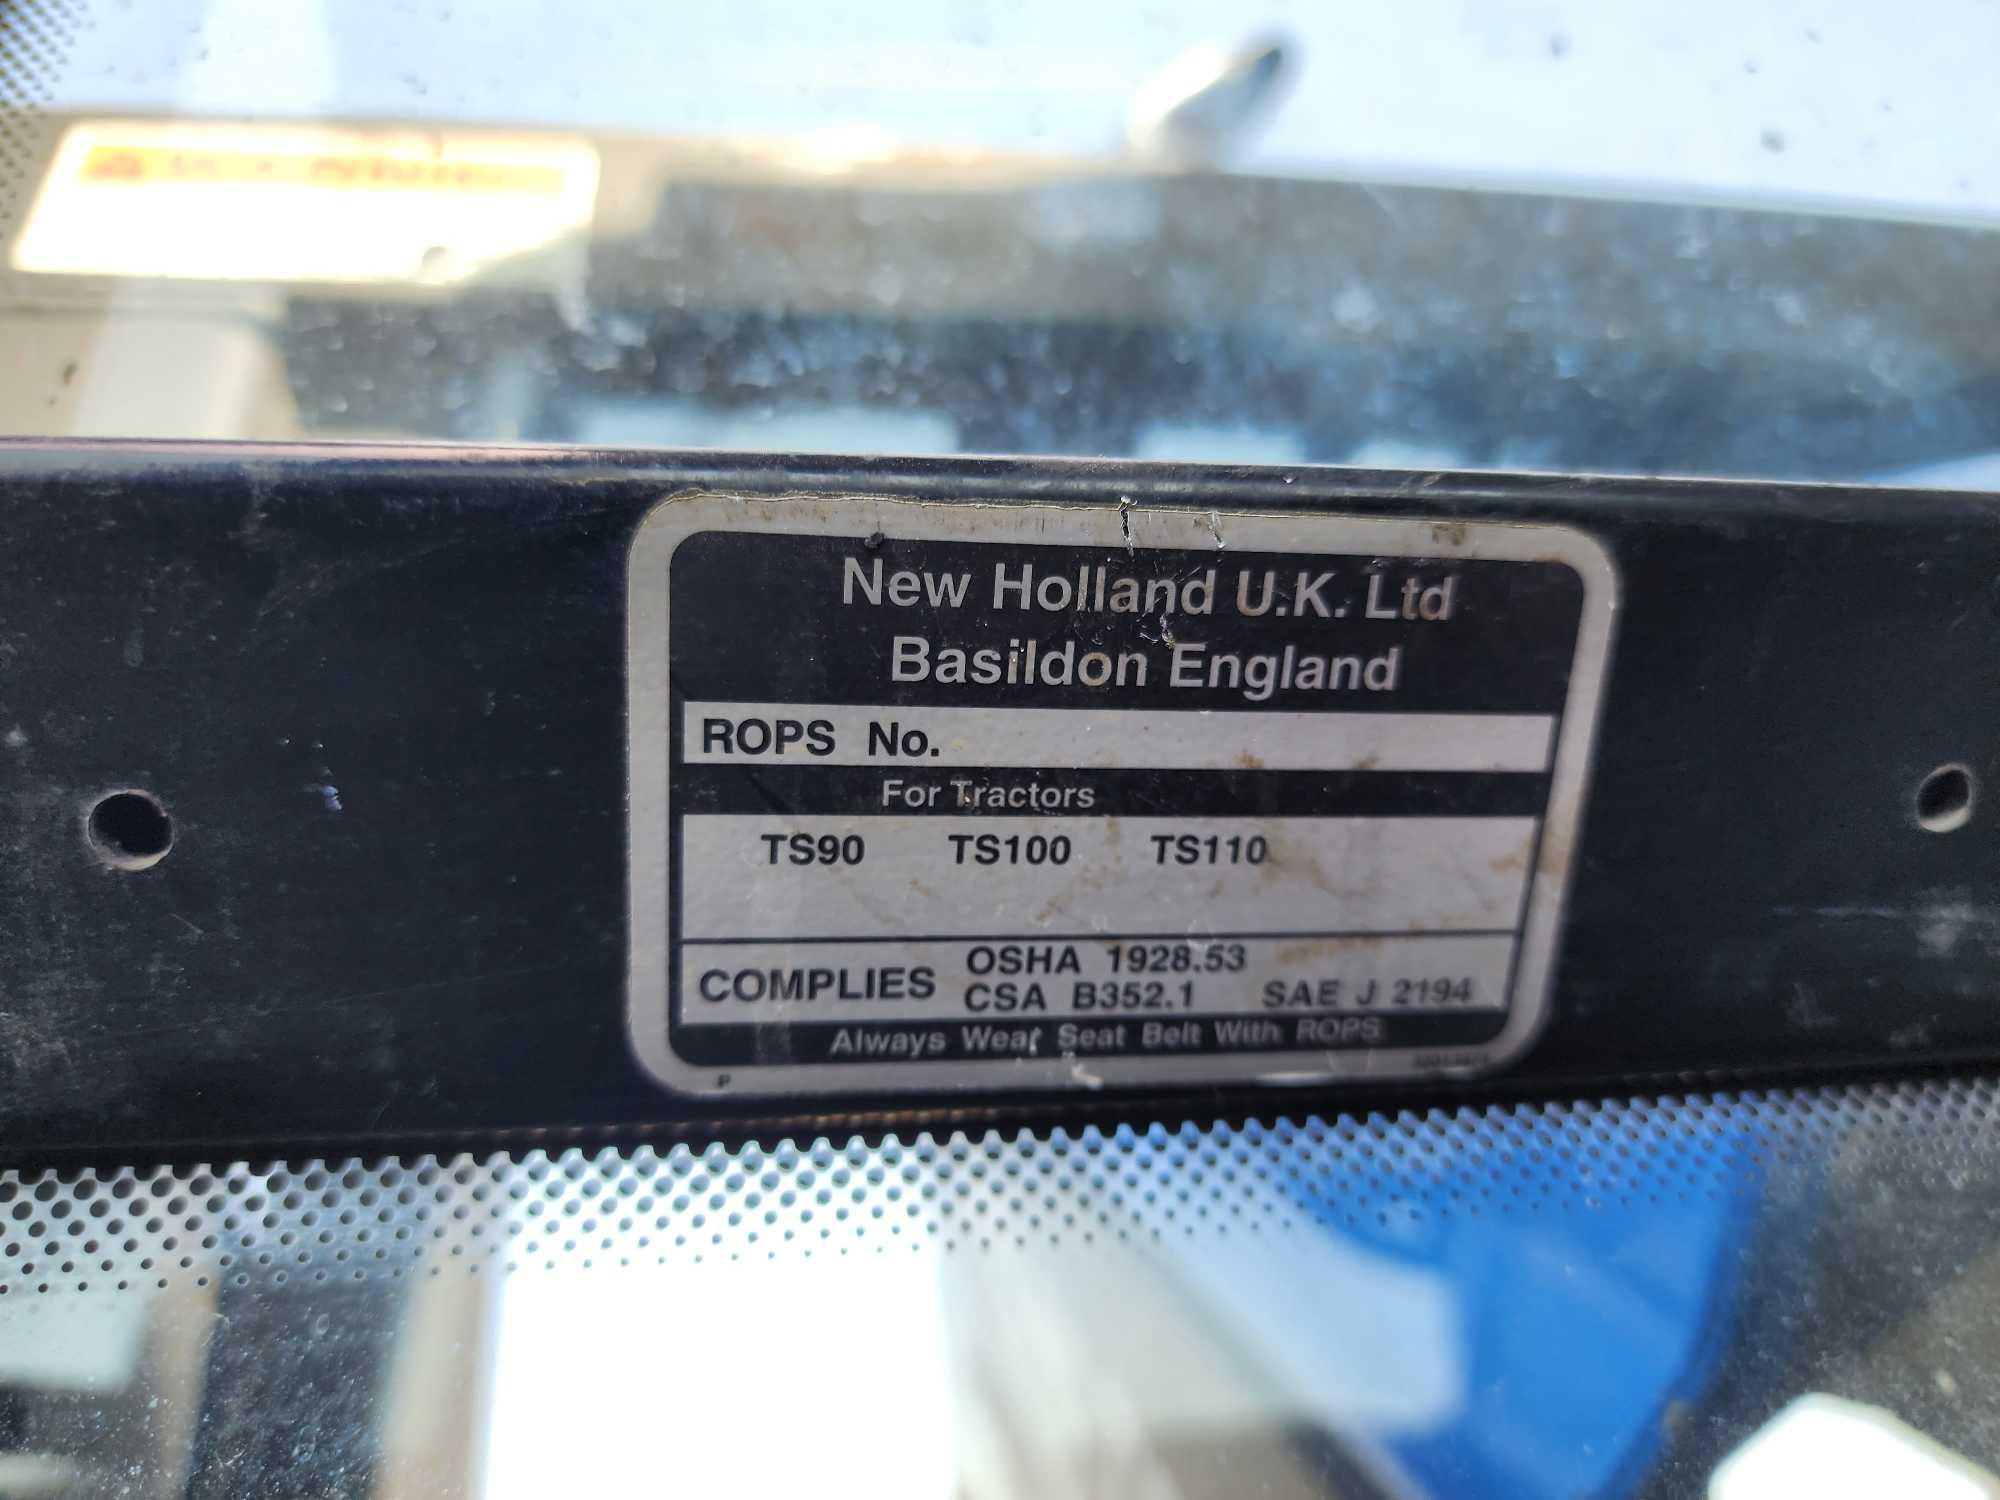 New Holland U.K. Ltd
Basildon England
ROPS No.
For Tractors
TS90 TS100 TS110
COMPLIES OSHA 1928.53
CSA B352.1 SAE J 2194
Always Wear Seat Belt With ROPS
P